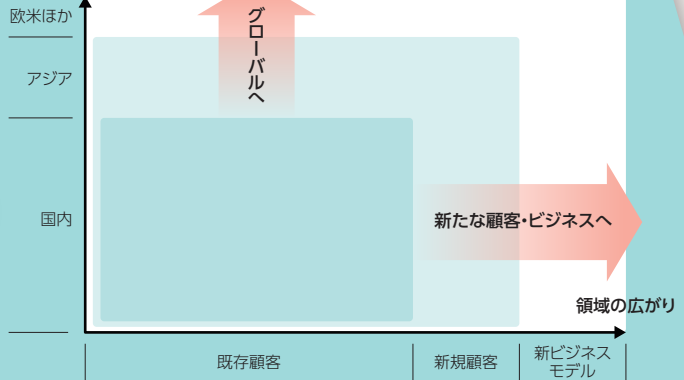 欧米ほか
グローバルへ
アジア
国内
新たな顧客・ビジネスへ
領域の広がり
既存顧客
新規顧客
新ビジネス
モデル